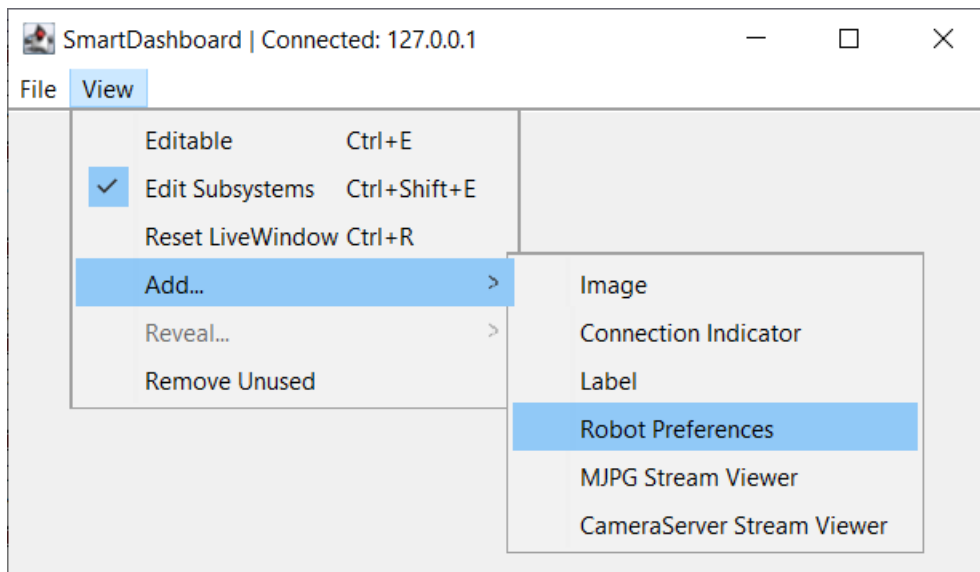 SmartDashboard | Connected: 127.0.0.1
File View
Editable Ctrl+E
Edit Subsystems Ctrl+Shift+E
Reset LiveWindow Ctrl+R
Add...
Reveal...
Remove Unused
Image
Connection Indicator
Label
Robot Preferences
MJPG Stream Viewer
CameraServer Stream Viewer